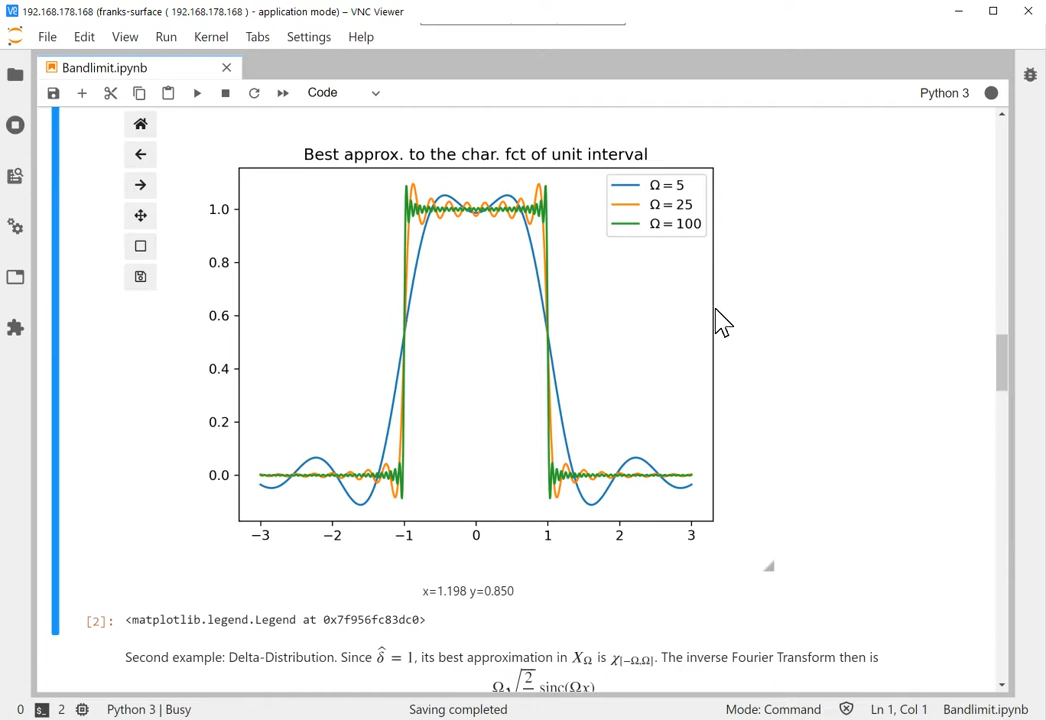 192.168.178.168 (franks-surface ( 192.168.178.168 ) - application mode) – VNC Viewer
File Edit View Run Kernel Tabs Settings Help
Bandlimit.ipynb
Code
Python 3
Best approx. to the char. fct of unit interval
Ω = 5
Ω = 25
Ω = 100
1.0
0.8
0.6
0.4
0.2
0.0
−3 −2 −1 0 1 2 3
x=1.198 y=0.850
[2]: <matplotlib.legend.Legend at 0x7f956fc83dc0>
Second example: Delta-Distribution. Since δ̂ = 1, its best approximation in X_Ω is χ_[−Ω,Ω]. The inverse Fourier Transform then is
Ω √2 sinc(Ωx)
0 2 Python 3 | Busy Saving completed Mode: Command Ln 1, Col 1 Bandlimit.ipynb